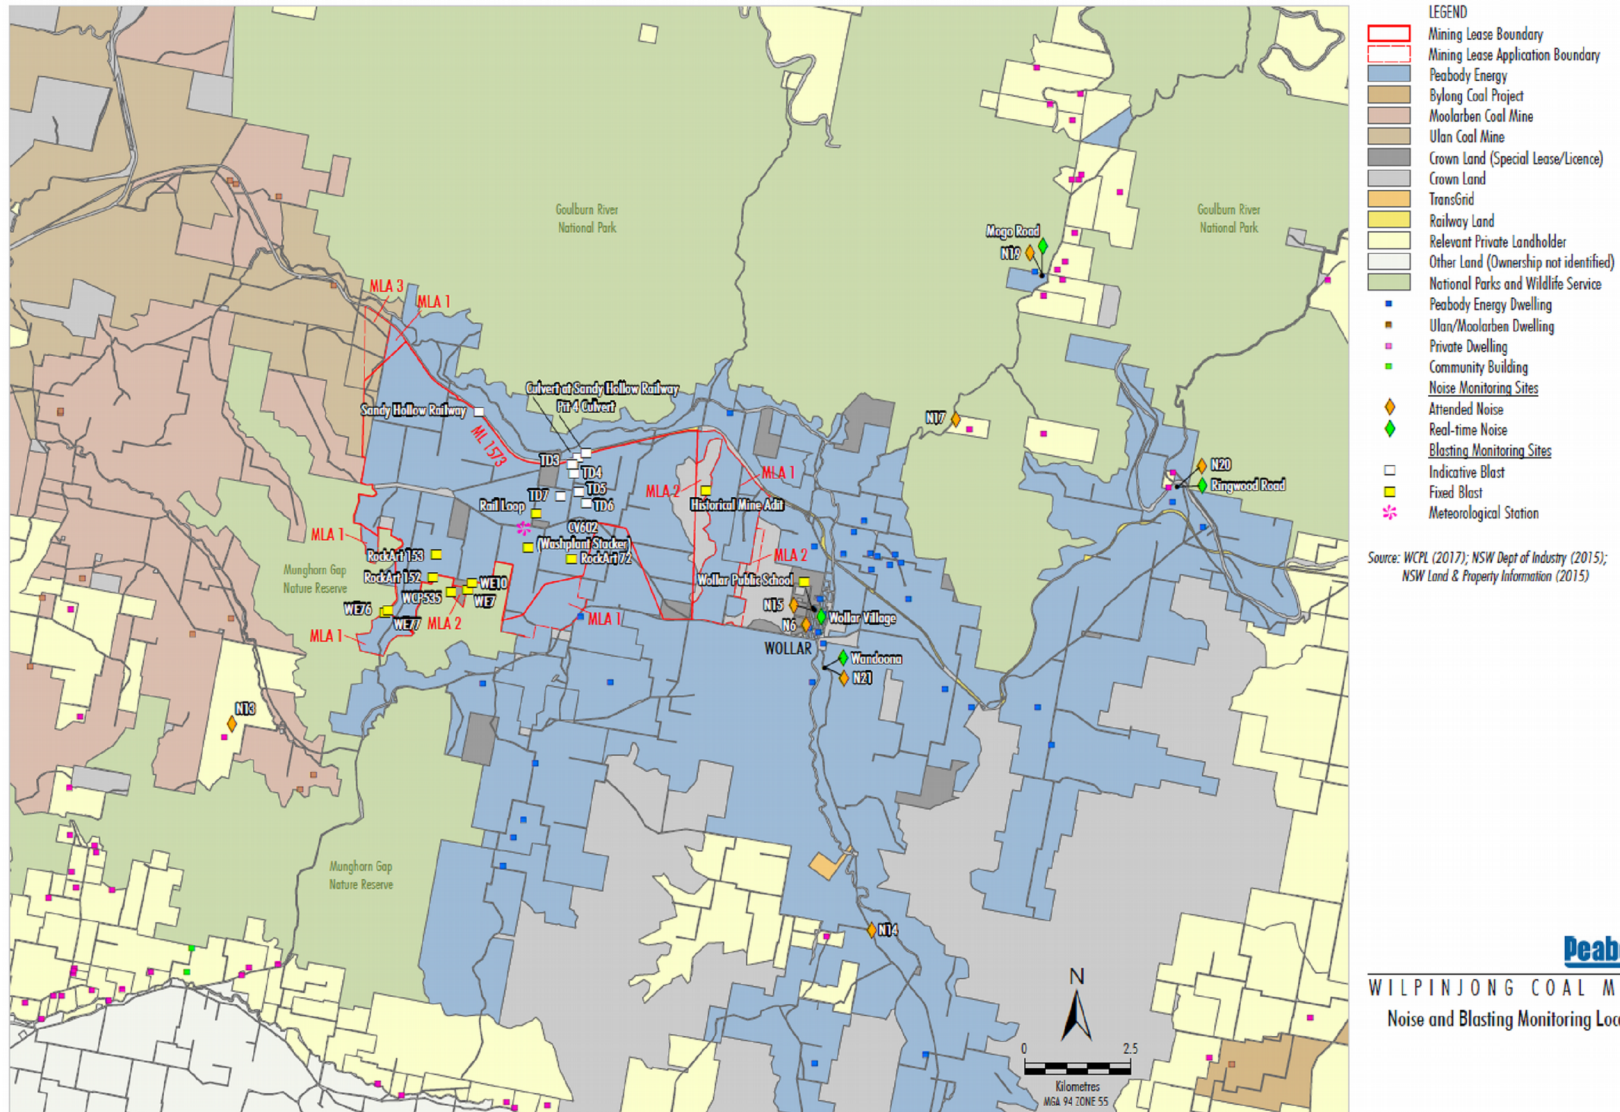 LEGEND
Mining Lease Boundary
Mining Lease Application Boundary
Peabody Energy
Bylong Coal Project
Moolarben Coal Mine
Ulan Coal Mine
Crown Land (Special Lease/Licence)
Crown Land
TransGrid
Railway Land
Relevant Private Landholder
Other Land (Ownership not identified)
National Parks and Wildlife Service
Peabody Energy Dwelling
Ulan/Moolarben Dwelling
Private Dwelling
Community Building
Noise Monitoring Sites
Attended Noise
Real-time Noise
Blasting Monitoring Sites
Indicative Blast
Fixed Blast
Meteorological Station
Source: WCPL (2017); NSW Dept of Industry (2015);
NSW Land & Property Information (2015)
Goulburn River
National Park
Goulburn River
National Park
Mogo Road
N19
MLA 3
MLA 1
Culvert at Sandy Hollow Railway
Pit 4 Culvert
Sandy Hollow Railway
ML 1573
N17
TD3
TD4
TD5
TD7
TD6
MLA 1
MLA 2
N20
Ringwood Road
Rail Loop
Historical Mine Adit
CV602
(Washplant Stacker)
MLA 1
RockArt 153
RockArt 72
MLA 2
Munghorn Gap
Nature Reserve
RockArt 152
WE10
WCP535
WE7
Wollar Public School
WE76
WE77
N15
Wollar Village
MLA 1
MLA 2
MLA 1
N6
WOLLAR
Wandoona
N21
N13
Munghorn Gap
Nature Reserve
N14
N
0
2.5
Kilometres
MGA 94 ZONE 55
Peab
WILPINJONG COAL M
Noise and Blasting Monitoring Loc